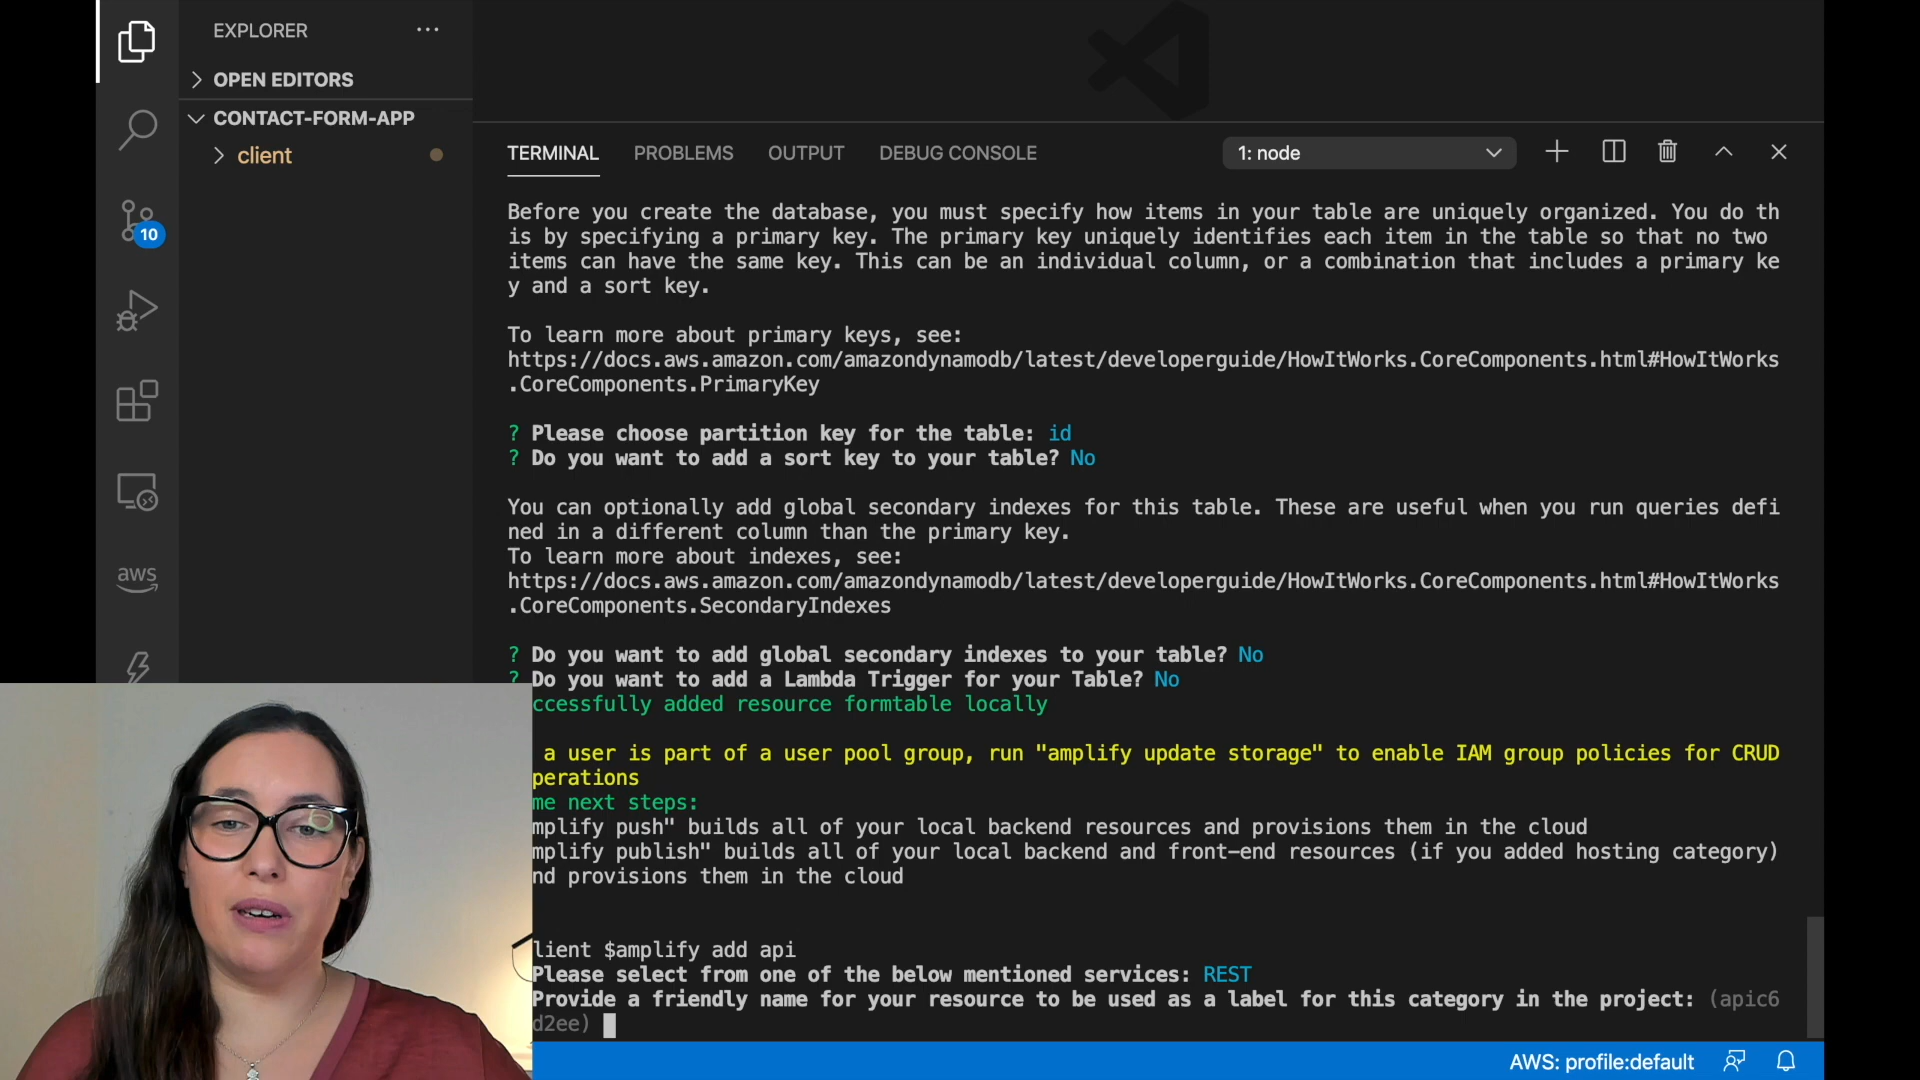 EXPLORER
OPEN EDITORS
CONTACT-FORM-APP
client
10
aws
TERMINAL PROBLEMS OUTPUT DEBUG CONSOLE 1: node
Before you create the database, you must specify how items in your table are uniquely organized. You do th
is by specifying a primary key. The primary key uniquely identifies each item in the table so that no two
items can have the same key. This can be an individual column, or a combination that includes a primary ke
y and a sort key.
To learn more about primary keys, see:
https://docs.aws.amazon.com/amazondynamodb/latest/developerguide/HowItWorks.CoreComponents.html#HowItWorks
.CoreComponents.PrimaryKey
? Please choose partition key for the table: id
? Do you want to add a sort key to your table? No
You can optionally add global secondary indexes for this table. These are useful when you run queries defi
ned in a different column than the primary key.
To learn more about indexes, see:
https://docs.aws.amazon.com/amazondynamodb/latest/developerguide/HowItWorks.CoreComponents.html#HowItWorks
.CoreComponents.SecondaryIndexes
? Do you want to add global secondary indexes to your table? No
? Do you want to add a Lambda Trigger for your Table? No
ccessfully added resource formtable locally
a user is part of a user pool group, run "amplify update storage" to enable IAM group policies for CRUD
perations
me next steps:
mplify push" builds all of your local backend resources and provisions them in the cloud
mplify publish" builds all of your local backend and front-end resources (if you added hosting category)
nd provisions them in the cloud
lient $amplify add api
Please select from one of the below mentioned services: REST
Provide a friendly name for your resource to be used as a label for this category in the project: (apic6
d2ee)
AWS: profile:default